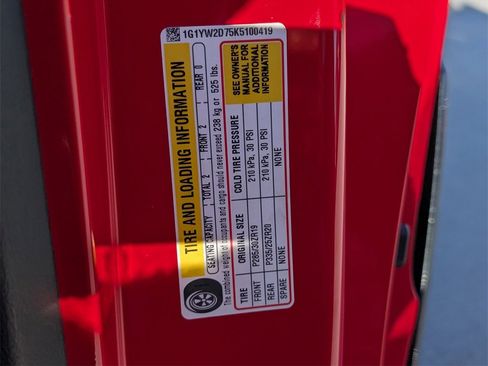 1G1YW2D75K5100419
TIRE AND LOADING INFORMATION
SEATING CAPACITY TOTAL 2 FRONT 2 REAR 0
The combined weight of occupants and cargo should never exceed 238 kg or 525 lbs.
TIRE ORIGINAL SIZE COLD TIRE PRESSURE
FRONT P285/30ZR19 210 kPa, 30 PSI
REAR P335/25ZR20 210 kPa, 30 PSI
SPARE NONE NONE
SEE OWNER'S
MANUAL FOR
ADDITIONAL
INFORMATION